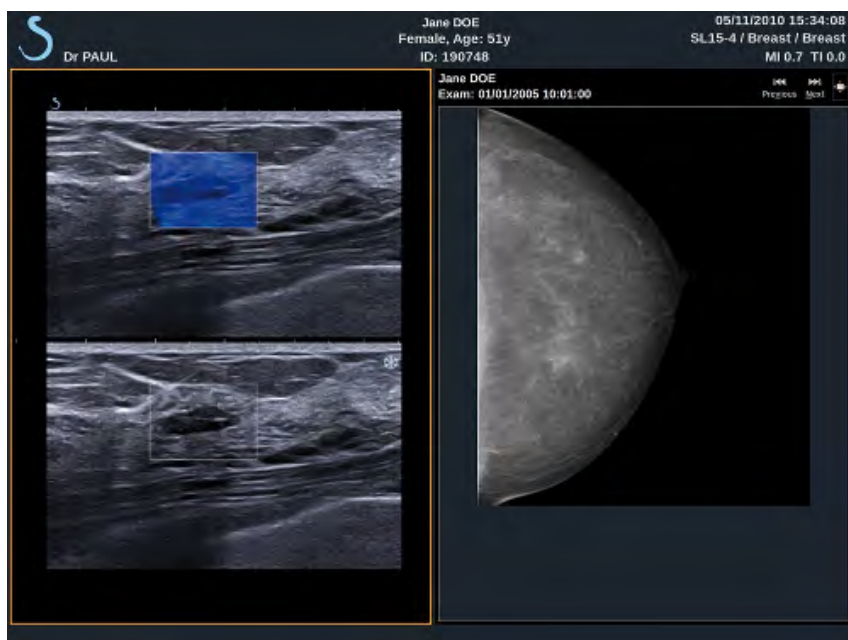 S
Dr PAUL
Jane DOE
Female, Age: 51y
ID: 190748
05/11/2010 15:34:08
SL15-4 / Breast / Breast
MI 0.7 TI 0.0
Jane DOE
Exam: 01/01/2005 10:01:00
Previous Next
S